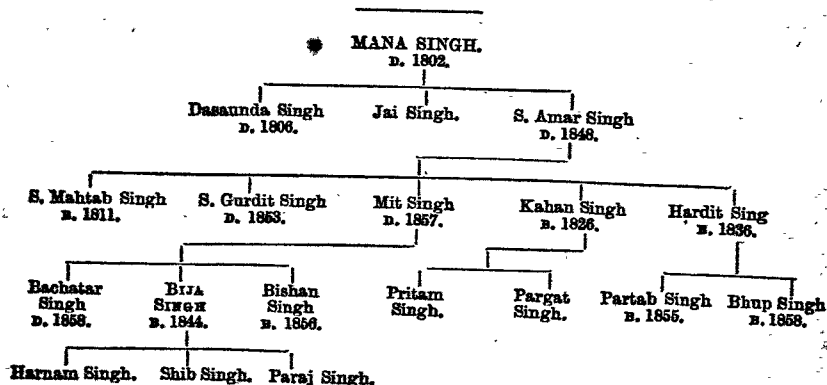 MANA SINGH.
D. 1802.
Dasaunda Singh Jai Singh. S. Amar Singh
D. 1806. D. 1848.
S. Mahtab Singh S. Gurdit Singh Mit Singh Kahan Singh Hardit Sing
B. 1811. D. 1853. D. 1857. B. 1826. B. 1836.
Bachatar BIJA Bishan Pritam Pargat Partab Singh Bhup Singh
Singh SINGH Singh Singh. Singh. B. 1855. B. 1858.
D. 1858. B. 1844. B. 1856.
Harnam Singh. Shib Singh. Paraj Singh.